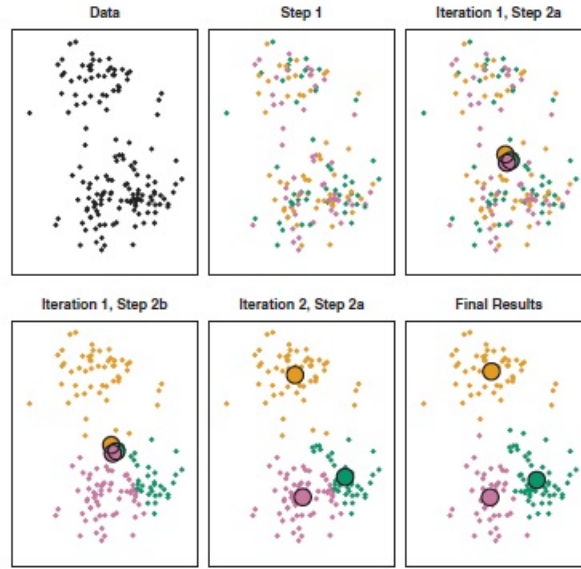 Data
Step 1
Iteration 1, Step 2a
Iteration 1, Step 2b
Iteration 2, Step 2a
Final Results